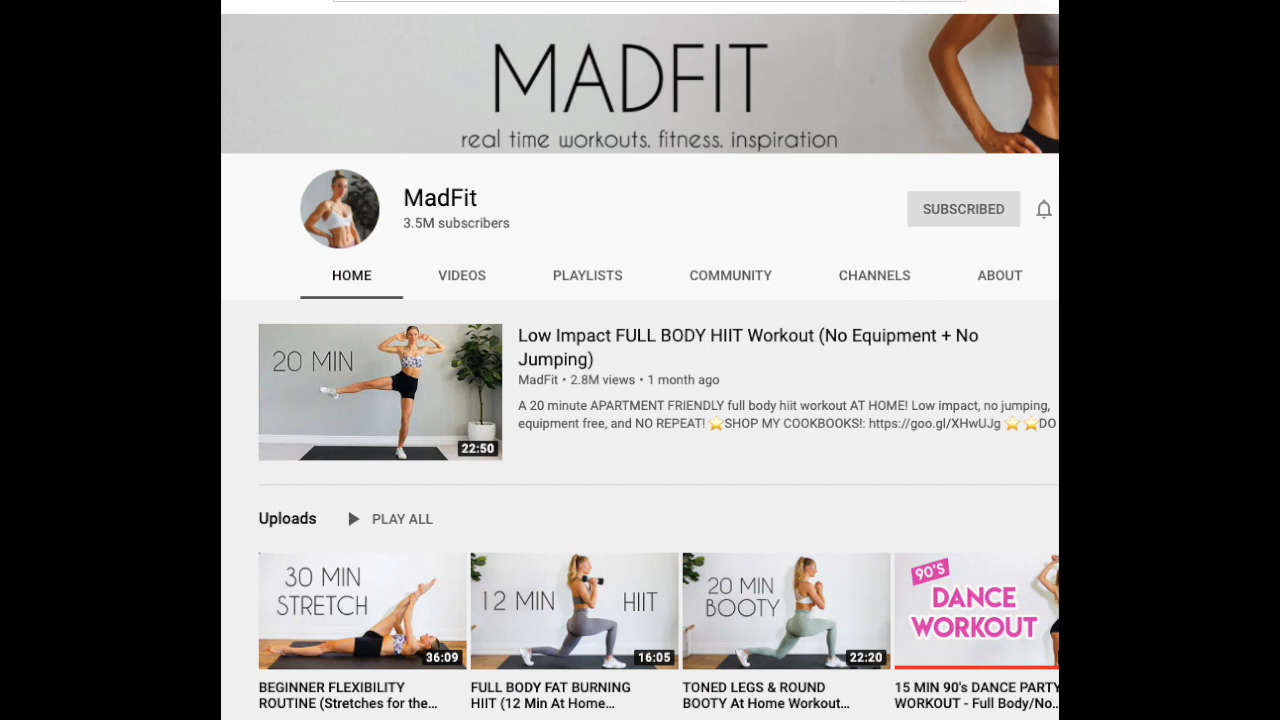 MADFIT
real time workouts. fitness. inspiration
MadFit
3.5M subscribers
SUBSCRIBED
HOME VIDEOS PLAYLISTS COMMUNITY CHANNELS ABOUT
20 MIN
22:50
Low Impact FULL BODY HIIT Workout (No Equipment + No
Jumping)
MadFit • 2.8M views • 1 month ago
A 20 minute APARTMENT FRIENDLY full body hiit workout AT HOME! Low impact, no jumping,
equipment free, and NO REPEAT! ⭐SHOP MY COOKBOOKS!: https://goo.gl/XHwUJg ⭐ ⭐DO
Uploads PLAY ALL
30 MIN
STRETCH
36:09
12 MIN HIIT
16:05
20 MIN
BOOTY
22:20
90'S
DANCE
WORKOUT
BEGINNER FLEXIBILITY
ROUTINE (Stretches for the...
FULL BODY FAT BURNING
HIIT (12 Min At Home...
TONED LEGS & ROUND
BOOTY At Home Workout...
15 MIN 90's DANCE PARTY
WORKOUT - Full Body/No..